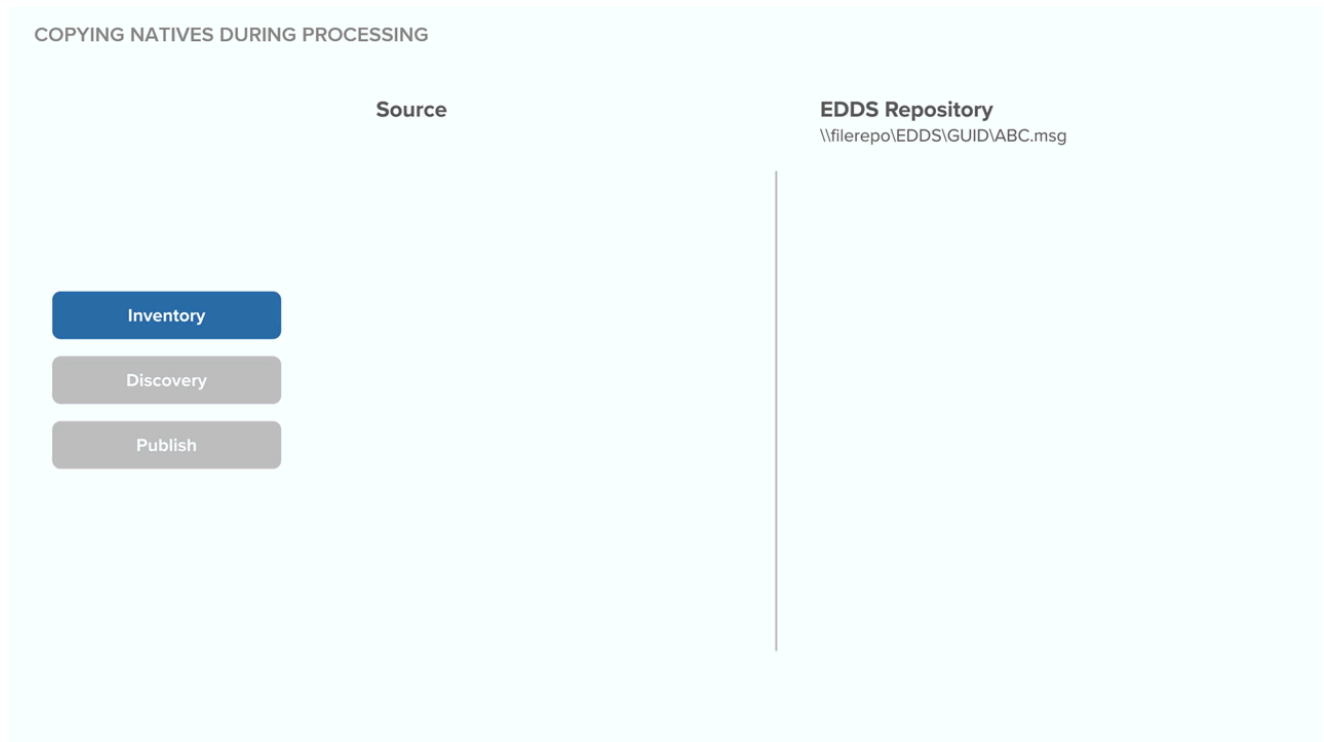 COPYING NATIVES DURING PROCESSING
Source
EDDS Repository
\\filerepo\EDDS\GUID\ABC.msg
Inventory
Discovery
Publish